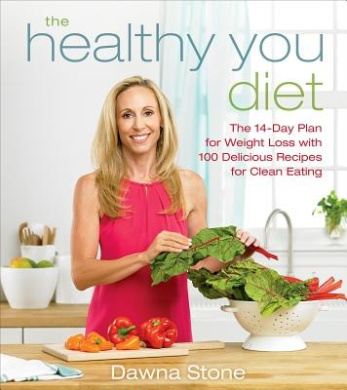 the
healthy you
diet
The 14-Day Plan
for Weight Loss with
100 Delicious Recipes
for Clean Eating
Dawna Stone